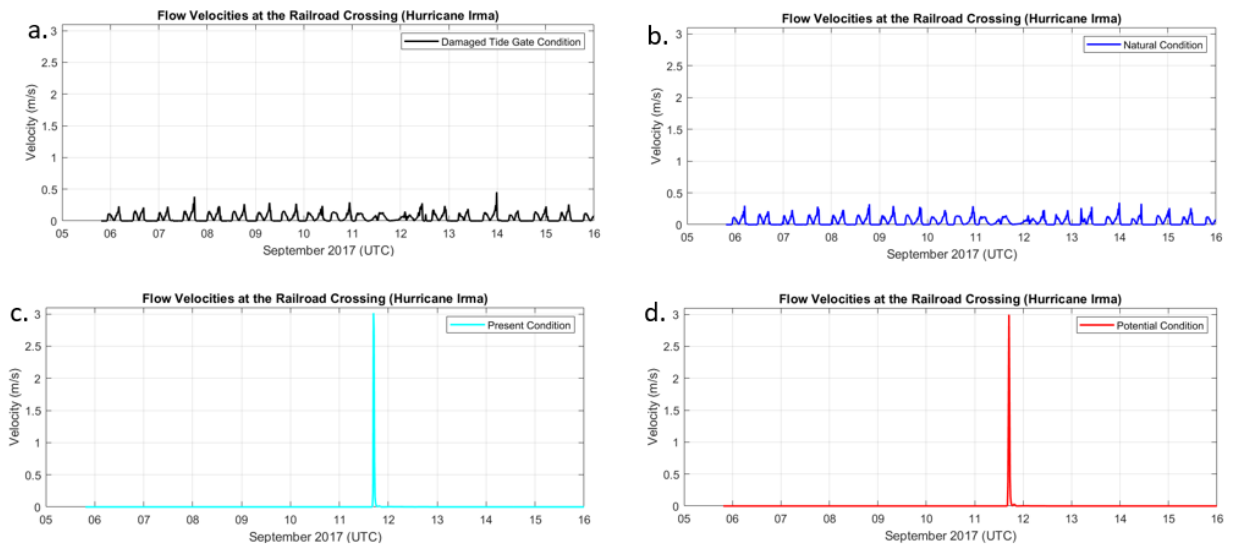 a.
Flow Velocities at the Railroad Crossing (Hurricane Irma)
Damaged Tide Gate Condition
Velocity (m/s)
3
2.5
2
1.5
1
0.5
0
05 06 07 08 09 10 11 12 13 14 15 16
September 2017 (UTC)
b.
Flow Velocities at the Railroad Crossing (Hurricane Irma)
Natural Condition
Velocity (m/s)
3
2.5
2
1.5
1
0.5
0
05 06 07 08 09 10 11 12 13 14 15 16
September 2017 (UTC)
c.
Flow Velocities at the Railroad Crossing (Hurricane Irma)
Present Condition
Velocity (m/s)
3
2.5
2
1.5
1
0.5
0
05 06 07 08 09 10 11 12 13 14 15 16
September 2017 (UTC)
d.
Flow Velocities at the Railroad Crossing (Hurricane Irma)
Potential Condition
Velocity (m/s)
3
2.5
2
1.5
1
0.5
0
05 06 07 08 09 10 11 12 13 14 15 16
September 2017 (UTC)